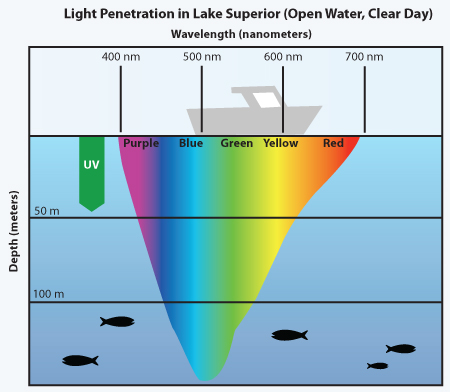 Light Penetration in Lake Superior (Open Water, Clear Day)
Wavelength (nanometers)
400 nm 500 nm 600 nm 700 nm
Purple Blue Green Yellow Red
UV
50 m
Depth (meters)
100 m